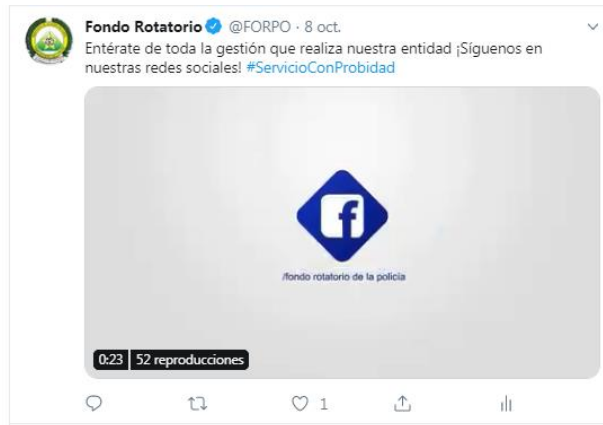 Fondo Rotatorio @FORPO · 8 oct.
Entérate de toda la gestión que realiza nuestra entidad ¡Síguenos en
nuestras redes sociales! #ServicioConProbidad
f
/fondo rotatorio de la policía
0:23 52 reproducciones
1